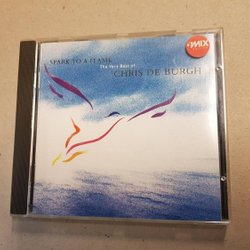 SPARK TO A FLAME
The Very Best of
CHRIS DE BURGH
MIX